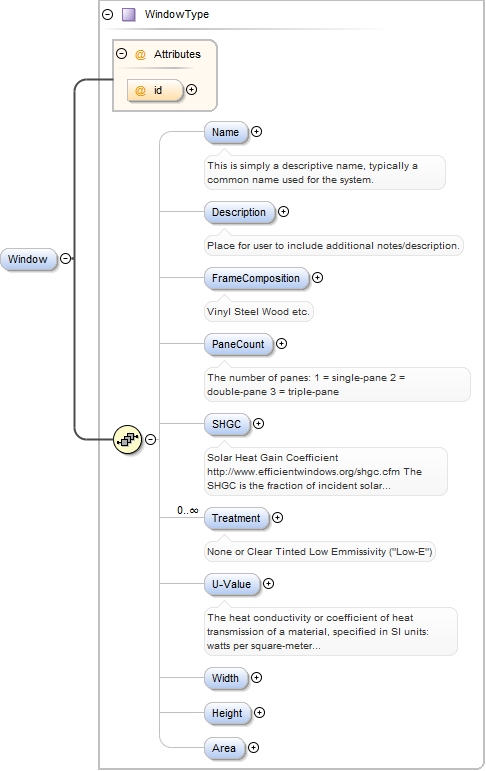 WindowType
@ Attributes
@ id
Name
This is simply a descriptive name, typically a
common name used for the system.
Description
Place for user to include additional notes/description.
Window
FrameComposition
Vinyl Steel Wood etc.
PaneCount
The number of panes: 1 = single-pane 2 =
double-pane 3 = triple-pane
SHGC
Solar Heat Gain Coefficient
http://www.efficientwindows.org/shgc.cfm The
SHGC is the fraction of incident solar...
0..∞
Treatment
None or Clear Tinted Low Emmissivity ("Low-E")
U-Value
The heat conductivity or coefficient of heat
transmission of a material, specified in SI units:
watts per square-meter...
Width
Height
Area